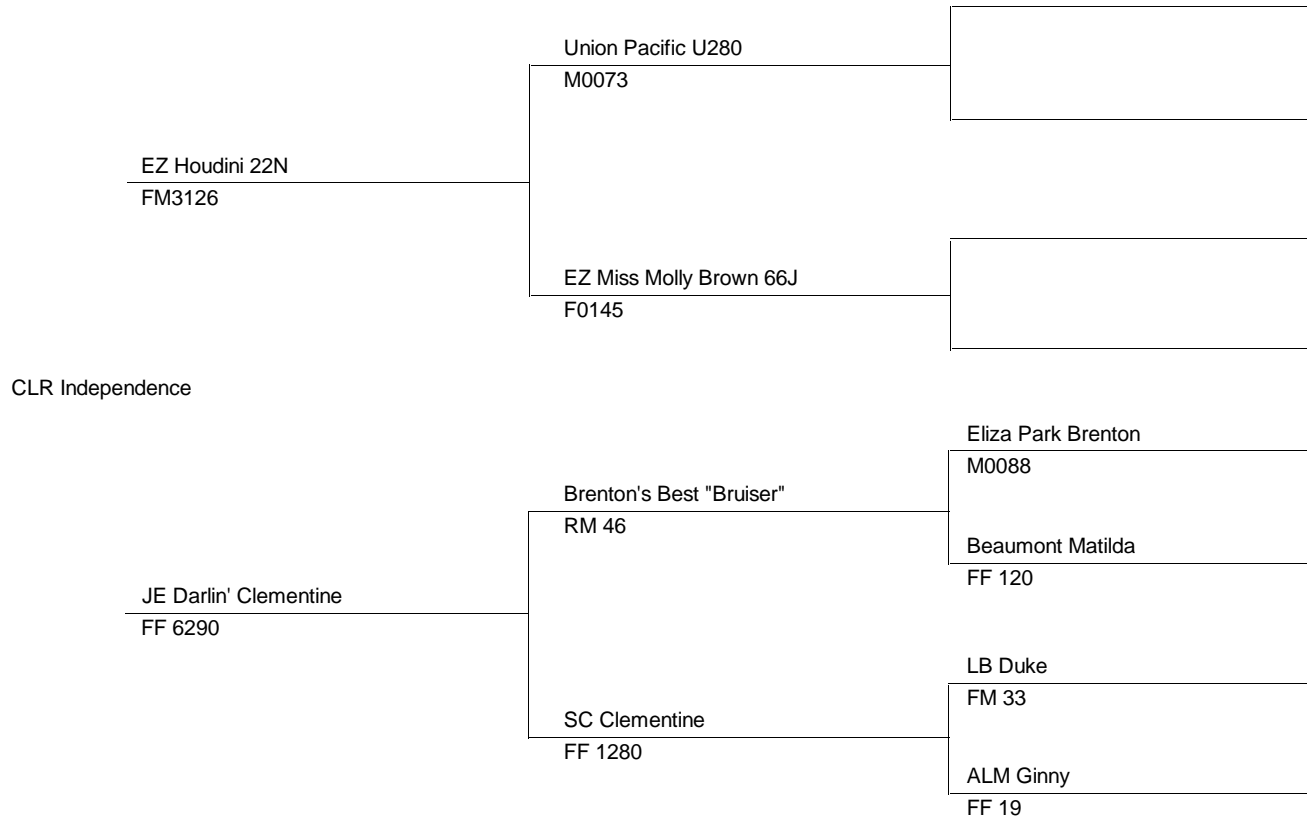 Union Pacific U280
M0073
EZ Houdini 22N
FM3126
EZ Miss Molly Brown 66J
F0145
CLR Independence
Eliza Park Brenton
M0088
Brenton's Best "Bruiser"
RM 46
Beaumont Matilda
FF 120
JE Darlin' Clementine
FF 6290
LB Duke
FM 33
SC Clementine
FF 1280
ALM Ginny
FF 19